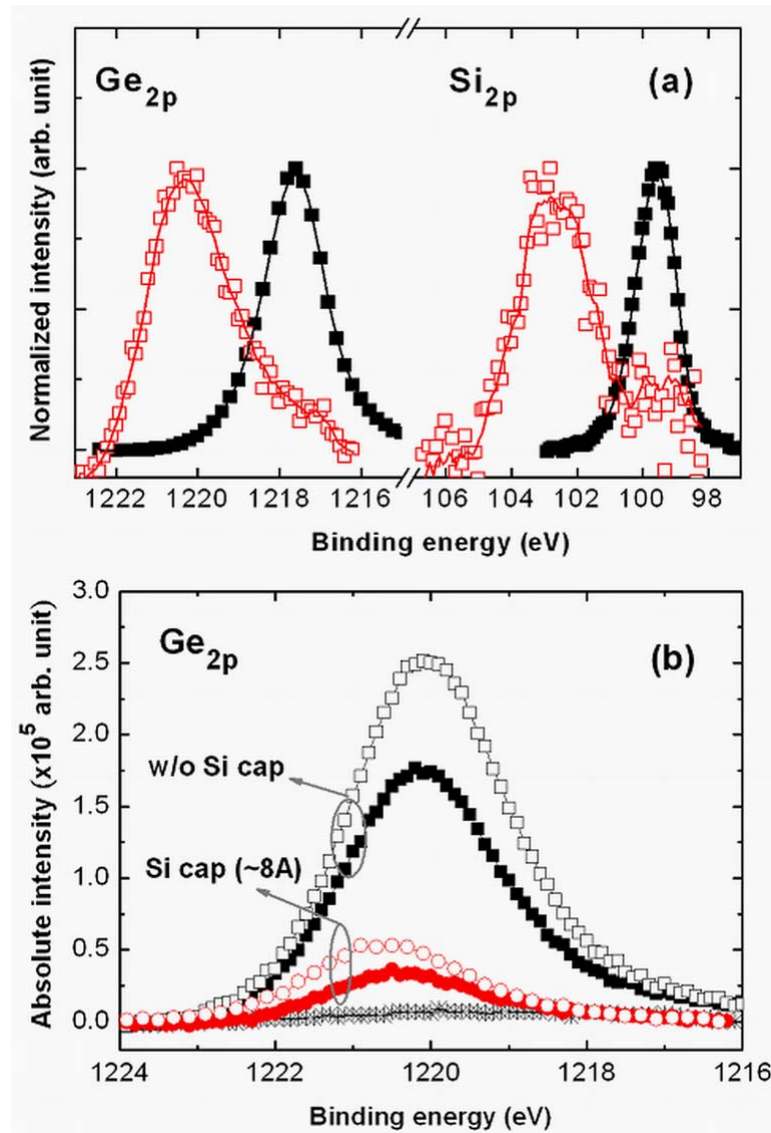 Ge2p
Si2p
(a)
Normalized intensity (arb. unit)
1222 1220 1218 1216 106 104 102 100 98
Binding energy (eV)
3.0
Ge2p
(b)
2.5
2.0
w/o Si cap
1.5
Si cap (~8A)
1.0
0.5
0.0
Absolute intensity (x10^5 arb. unit)
1224 1222 1220 1218 1216
Binding energy (eV)